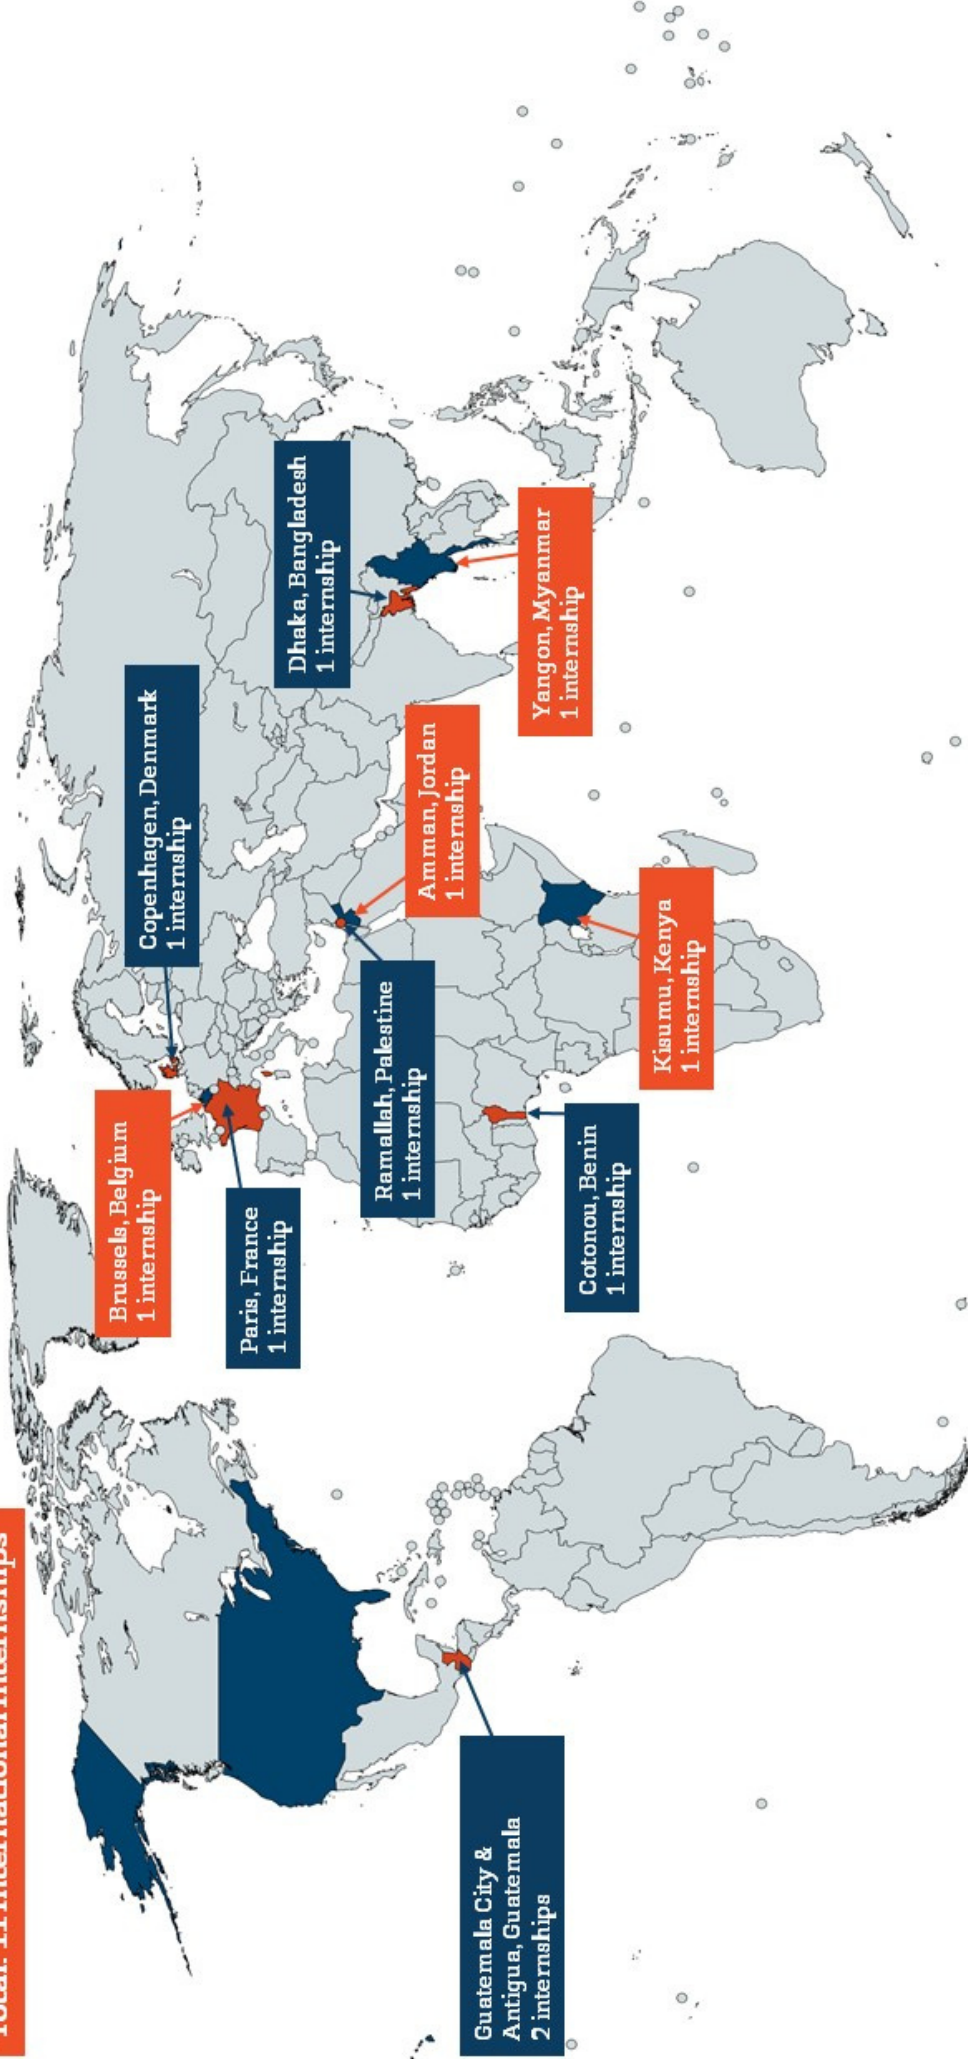 Total: 11 International Internships
Copenhagen, Denmark
1 internship
Brussels, Belgium
1 internship
Paris, France
1 internship
Dhaka, Bangladesh
1 internship
Yangon, Myanmar
1 internship
Amman, Jordan
1 internship
Ramallah, Palestine
1 internship
Kisumu, Kenya
1 internship
Cotonou, Benin
1 internship
Guatemala City &
Antigua, Guatemala
2 internships